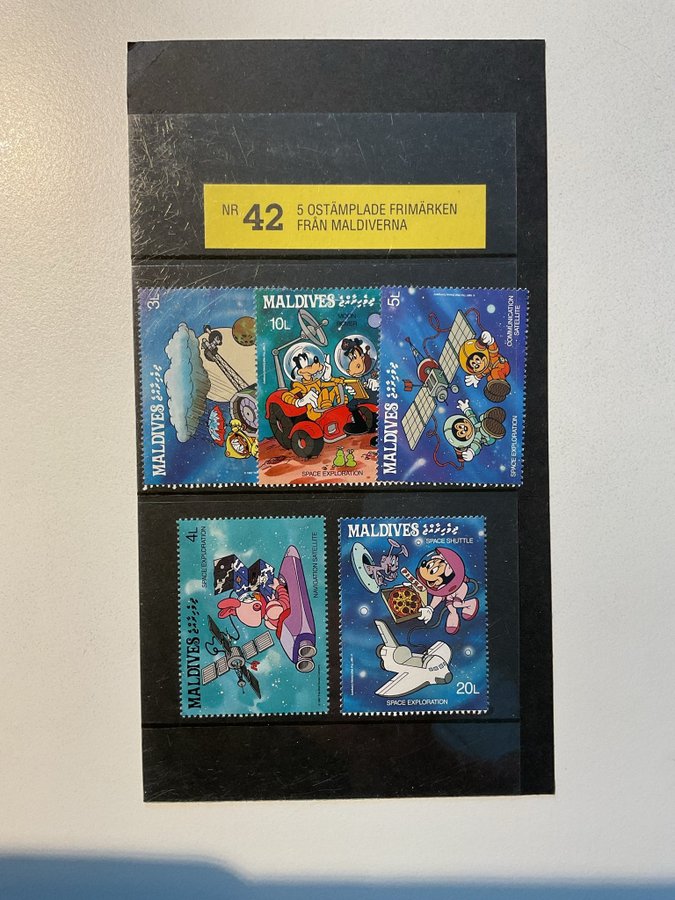 NR 42
5 OSTÄMPLADE FRIMÄRKEN
FRÅN MALDIVERNA
3L
MALDIVES
MALDIVES ދިވެހިރާއްޖެ
10L
MOON
ROVER
SPACE EXPLORATION
5L
MALDIVES ދިވެހިރާއްޖެ
COMMUNICATION
SATELLITE
SPACE EXPLORATION
4L
SPACE EXPLORATION
MALDIVES ދިވެހިރާއްޖެ
NAVIGATION SATELLITE
MALDIVES ދިވެހިރާއްޖެ
SPACE SHUTTLE
20L
SPACE EXPLORATION